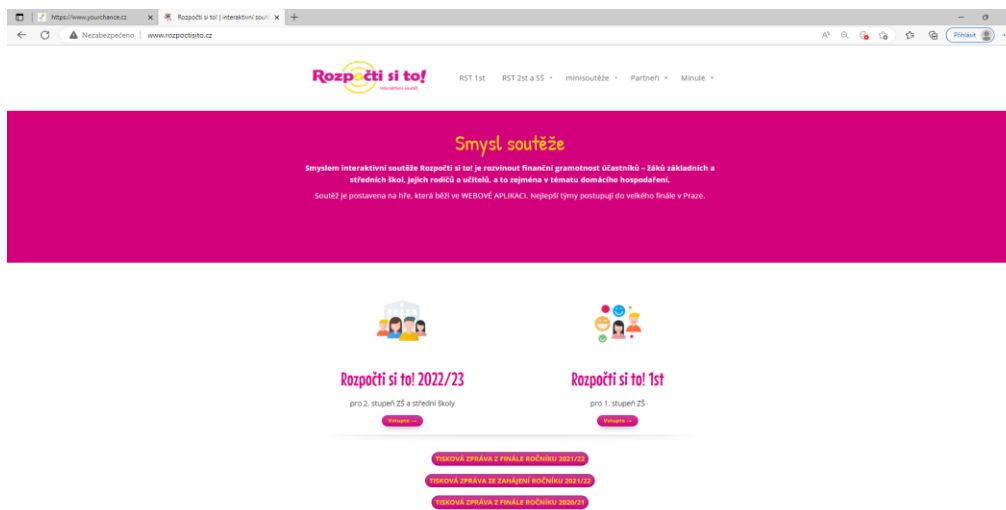 https://www.yourchance.cz
Rozpočti si to! | interaktivní sout
Nezabezpečeno | www.rozpoctisito.cz
Přihlásit
Rozpočti si to!
interaktivní soutěž
RST 1st RST 2st a SŠ minisoutěže Partneři Minulé
Smysl soutěže
Smyslem interaktivní soutěže Rozpočti si to! je rozvinout finanční gramotnost účastníků – žáků základních a
středních škol, jejich rodičů a učitelů, a to zejména v tématu domácího hospodaření.
Soutěž je postavena na hře, která běží ve WEBOVÉ APLIKACI. Nejlepší týmy postupují do velkého finále v Praze.
Rozpočti si to! 2022/23
pro 2. stupeň ZŠ a střední školy
Vstupte →
Rozpočti si to! 1st
pro 1. stupeň ZŠ
Vstupte →
TISKOVÁ ZPRÁVA Z FINÁLE ROČNÍKU 2021/22
TISKOVÁ ZPRÁVA ZE ZAHÁJENÍ ROČNÍKU 2021/22
TISKOVÁ ZPRÁVA Z FINÁLE ROČNÍKU 2020/21